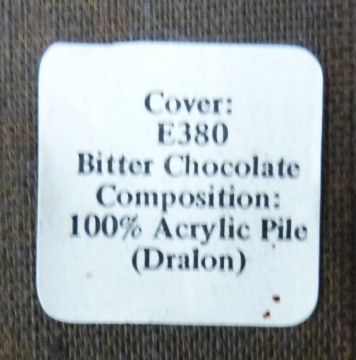 Cover:
E380
Bitter Chocolate
Composition:
100% Acrylic Pile
(Dralon)